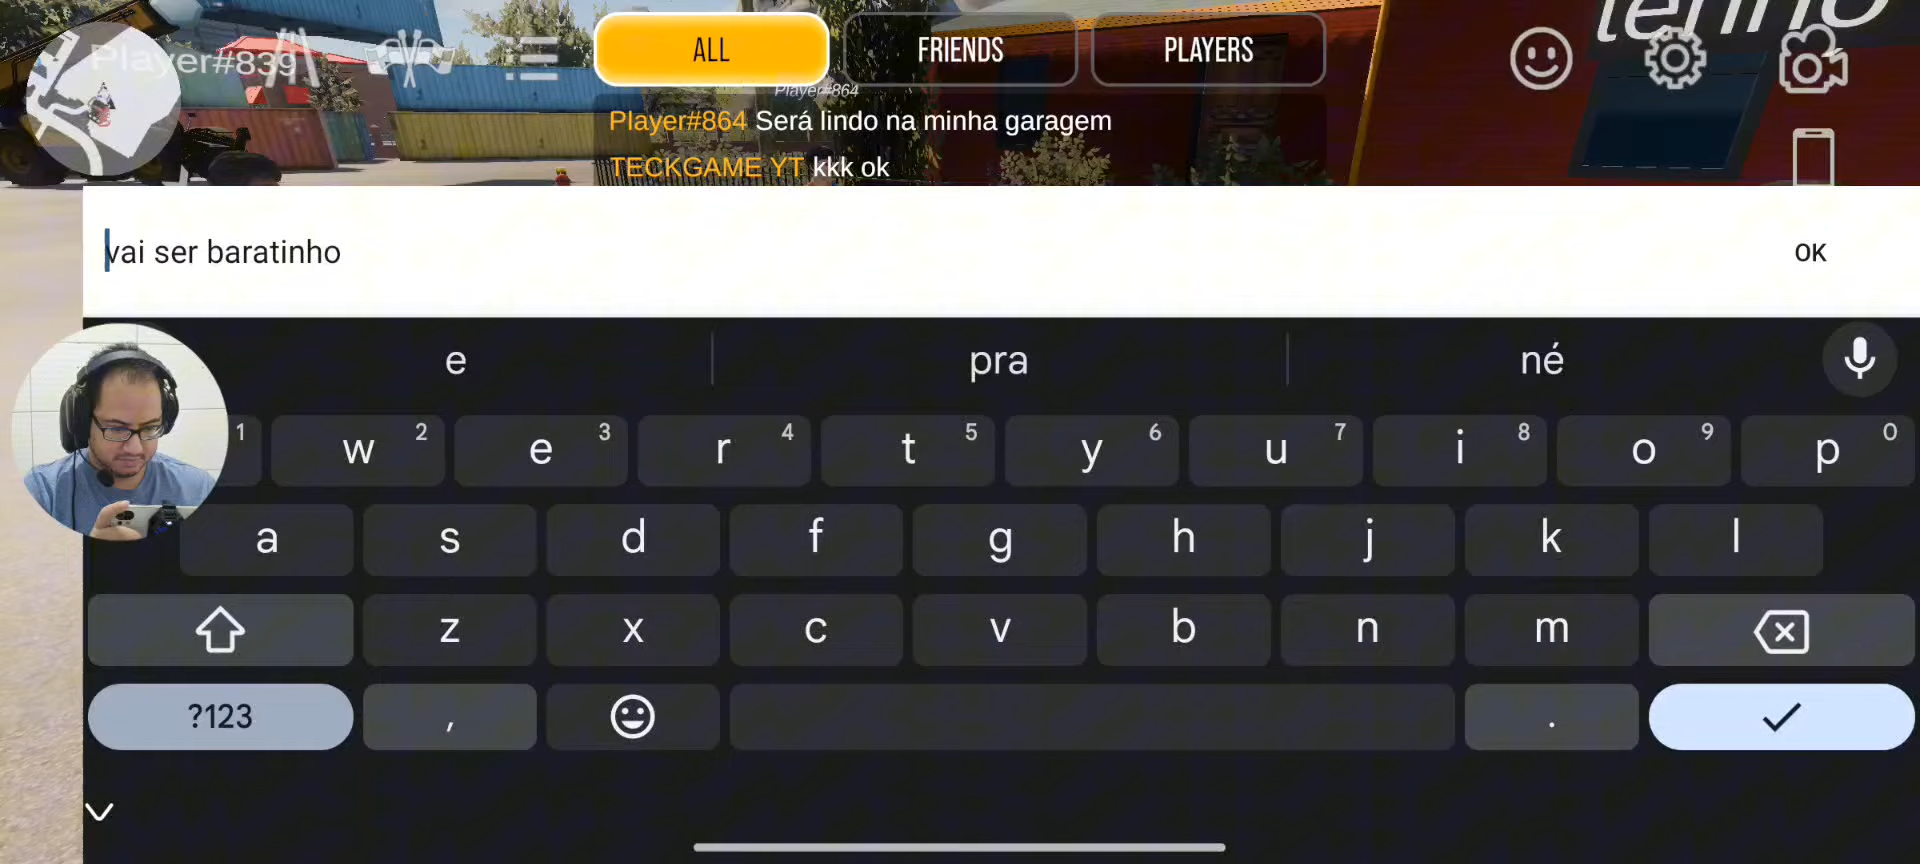 tenho
Player#839
ALL
FRIENDS
PLAYERS
Player#864
Player#864 Será lindo na minha garagem
TECKGAME YT kkk ok
vai ser baratinho
OK
e
pra
né
1
w 2
e 3
r 4
t 5
y 6
u 7
i 8
o 9
p 0
a
s
d
f
g
h
j
k
l
z
x
c
v
b
n
m
?123
,
.